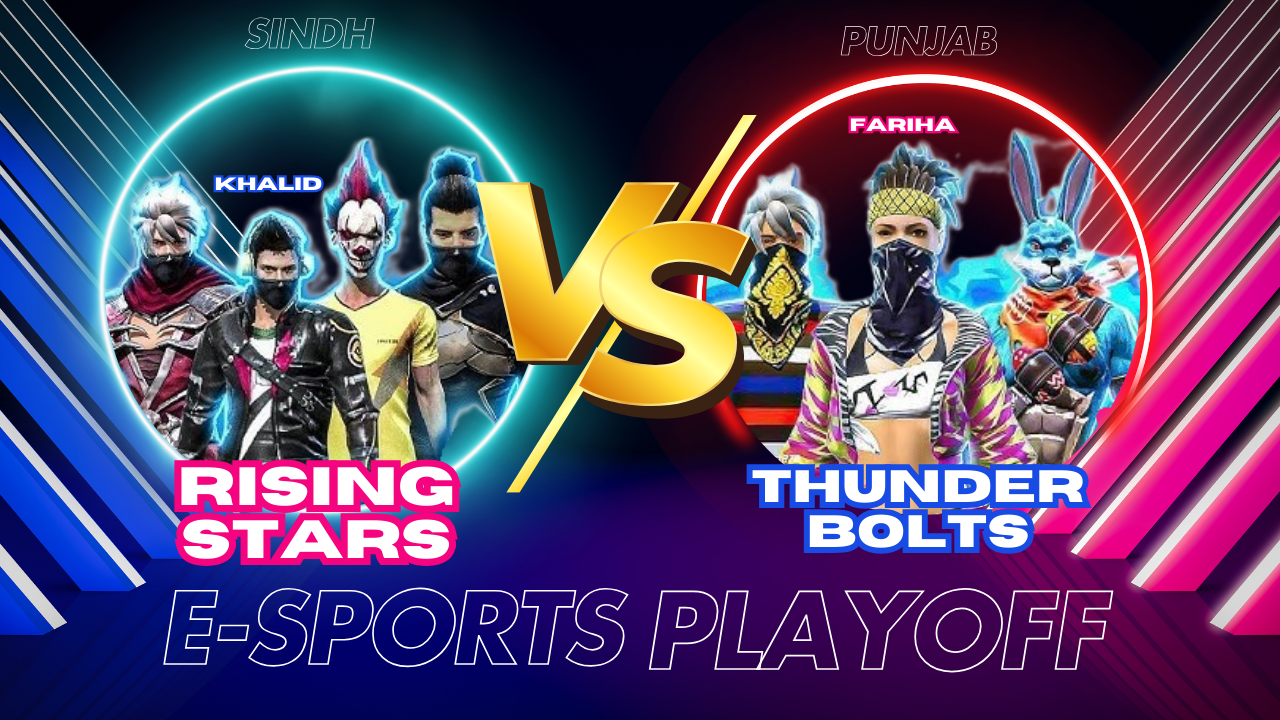 SINDH
PUNJAB
KHALID
FARIHA
VS
RISING
STARS
THUNDER
BOLTS
E-SPORTS PLAYOFF